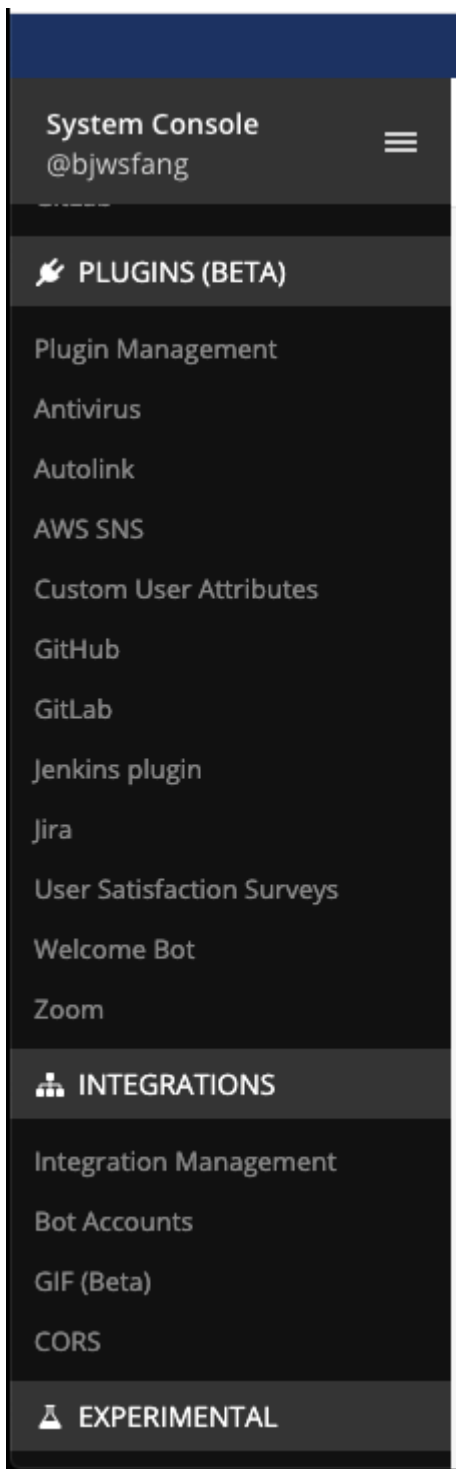 System Console
@bjwsfang
PLUGINS (BETA)
Plugin Management
Antivirus
Autolink
AWS SNS
Custom User Attributes
GitHub
GitLab
Jenkins plugin
Jira
User Satisfaction Surveys
Welcome Bot
Zoom
INTEGRATIONS
Integration Management
Bot Accounts
GIF (Beta)
CORS
EXPERIMENTAL